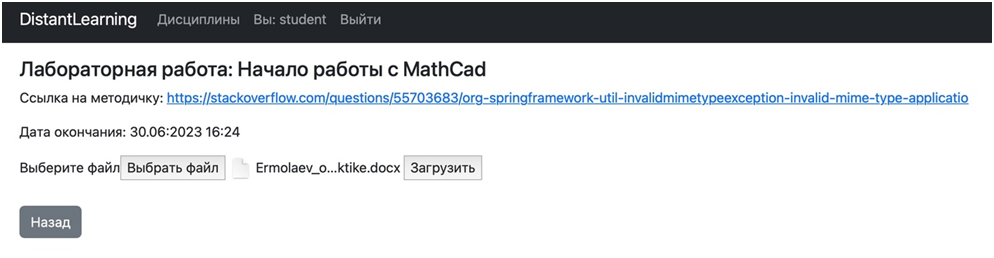 DistantLearning Дисциплины Вы: student Выйти
Лабораторная работа: Начало работы с MathCad
Ссылка на методичку: https://stackoverflow.com/questions/55703683/org-springframework-util-invalidmimetypeexception-invalid-mime-type-applicatio
Дата окончания: 30.06:2023 16:24
Выберите файл Выбрать файл Ermolaev_o...ktike.docx Загрузить
Назад